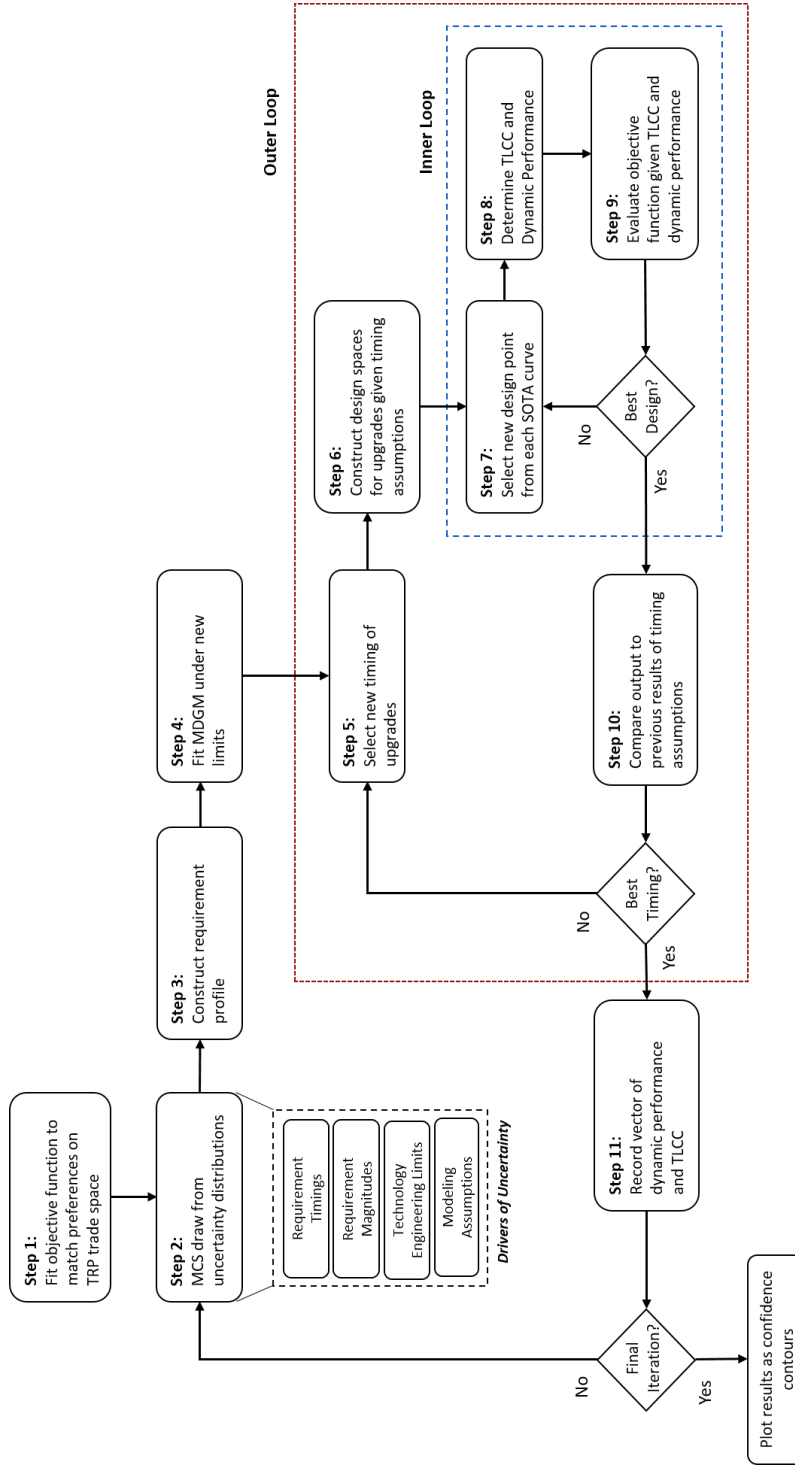 Step 1:
Fit objective function to
match preferences on
TRP trade space
Step 2:
MCS draw from
uncertainty distributions
Requirement
Timings
Requirement
Magnitudes
Technology
Engineering Limits
Modeling
Assumptions
Drivers of Uncertainty
Step 3:
Construct requirement
profile
Step 4:
Fit MDGM under new
limits
Outer Loop
Step 5:
Select new timing of
upgrades
Step 6:
Construct design spaces
for upgrades given timing
assumptions
Inner Loop
Step 7:
Select new design point
from each SOTA curve
Step 8:
Determine TLCC and
Dynamic Performance
Step 9:
Evaluate objective
function given TLCC and
dynamic performance
Best
Design?
No
Yes
Step 10:
Compare output to
previous results of timing
assumptions
Best
Timing?
No
Yes
Step 11:
Record vector of
dynamic performance
and TLCC
Final
Iteration?
No
Yes
Plot results as confidence
contours